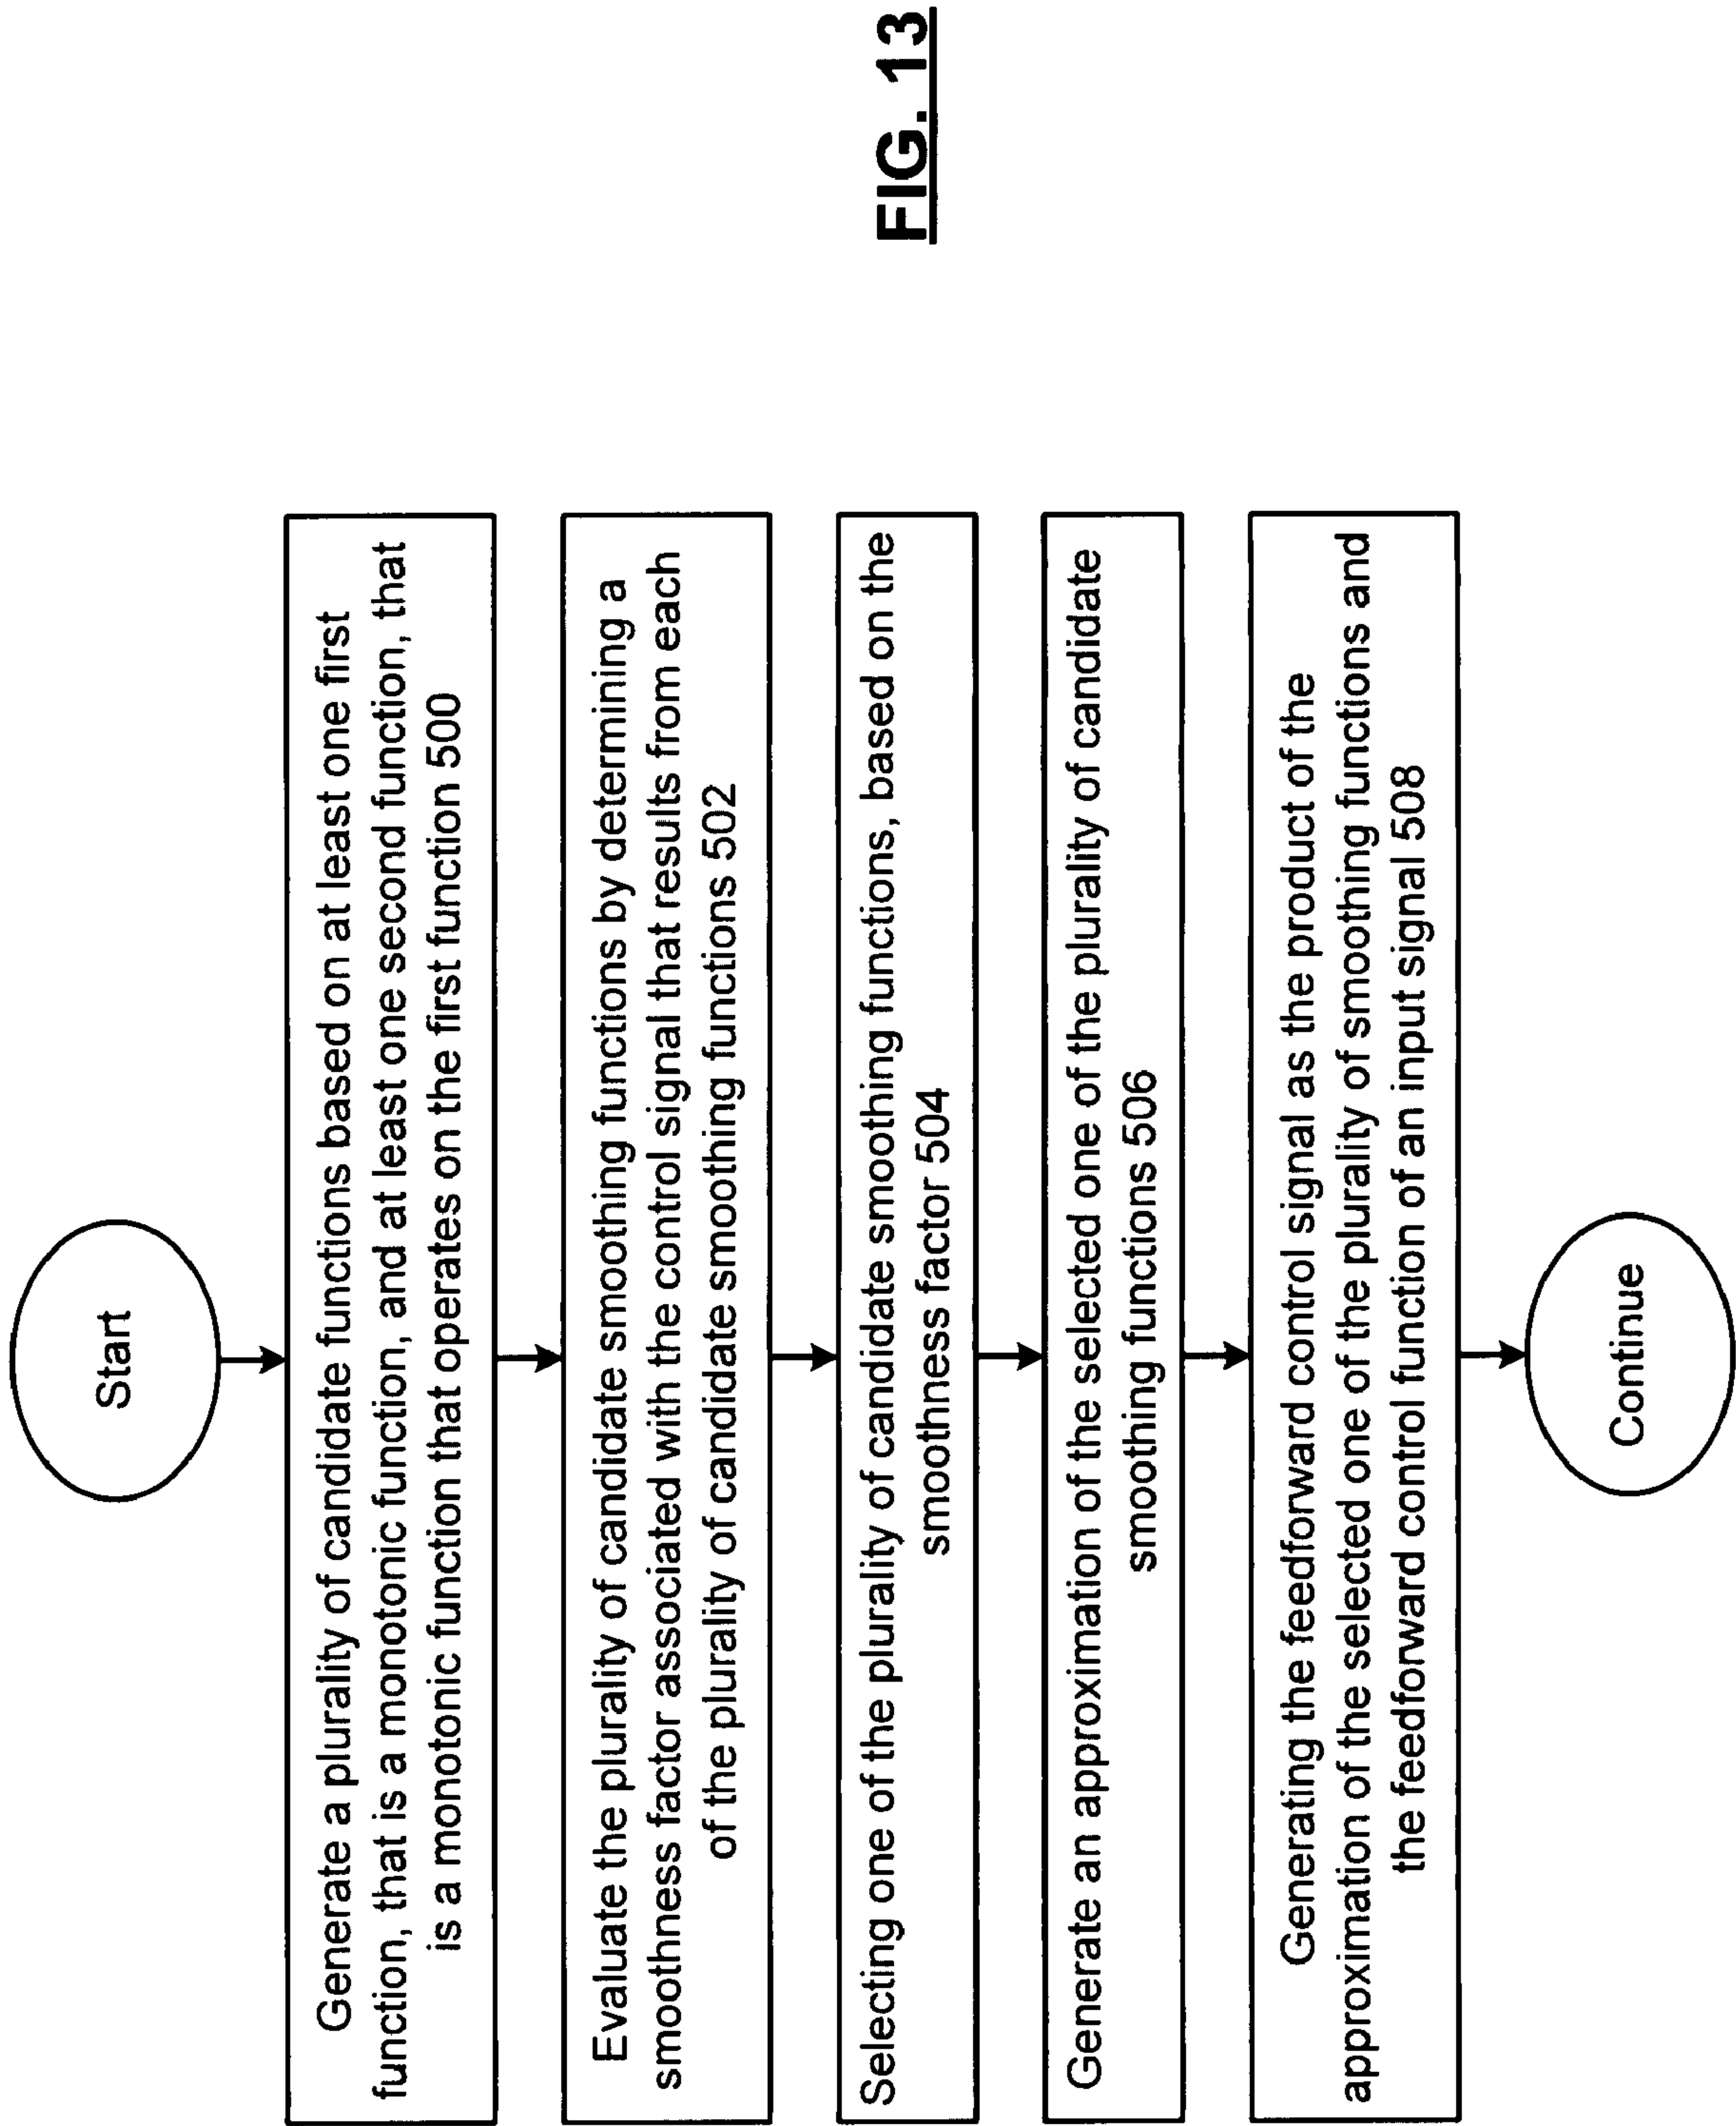 Start
Generate a plurality of candidate functions based on at least one first
function, that is a monotonic function, and at least one second function, that
is a monotonic function that operates on the first function 500
Evaluate the plurality of candidate smoothing functions by determining a
smoothness factor associated with the control signal that results from each
of the plurality of candidate smoothing functions 502
Selecting one of the plurality of candidate smoothing functions, based on the
smoothness factor 504
Generate an approximation of the selected one of the plurality of candidate
smoothing functions 506
Generating the feedforward control signal as the product of the
approximation of the selected one of the plurality of smoothing functions and
the feedforward control function of an input signal 508
Continue
FIG. 13